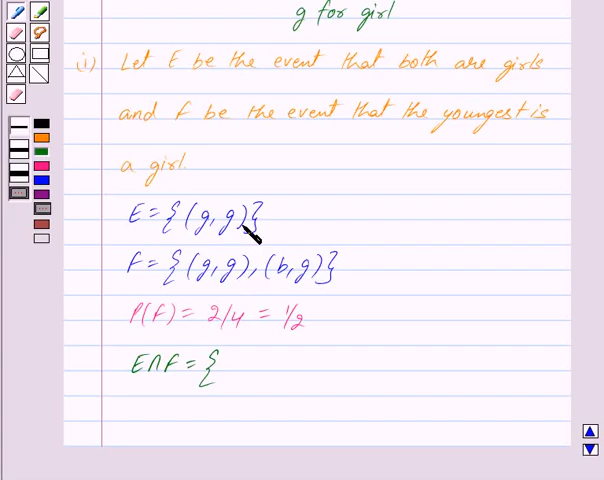 g for girl
(i) Let E be the event that both are girls
and F be the event that the youngest is
a girl.
E = {(g, g)}
F = {(g, g), (b, g)}
P(F) = 2/4 = 1/2
E∩F = {